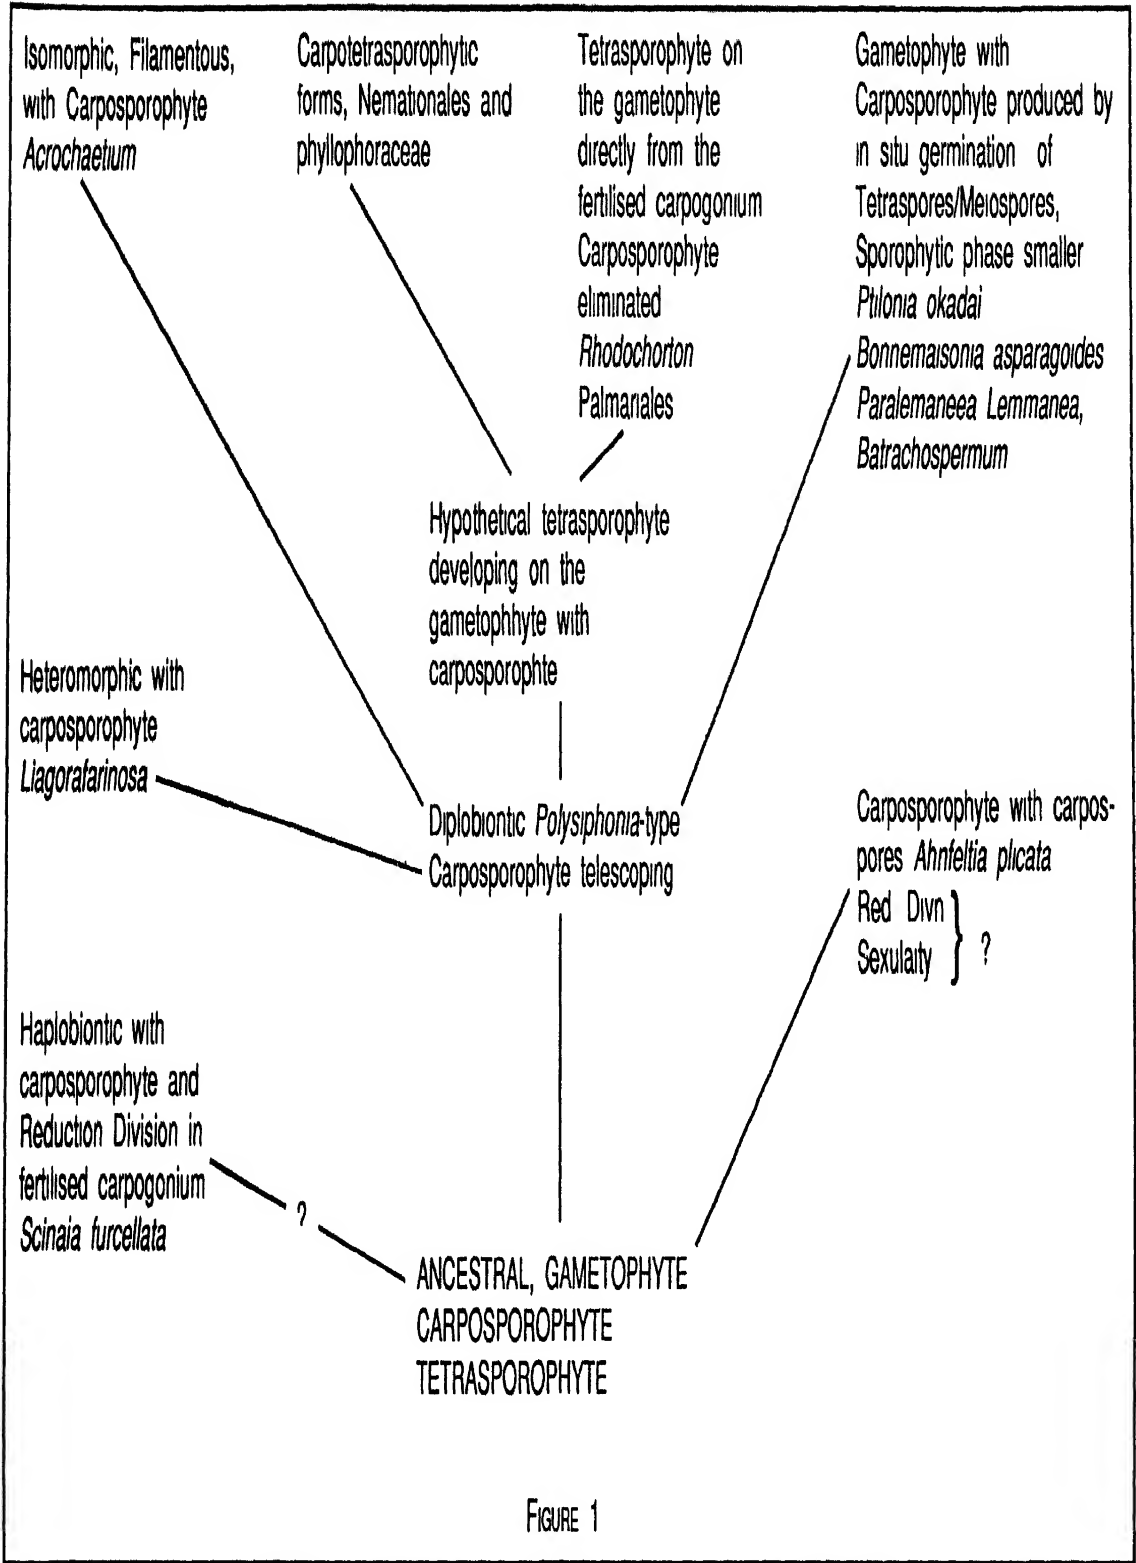 Isomorphic, Filamentous,
with Carposporophyte
Acrochaetium
Carpotetrasporophytic
forms, Nemationales and
phyllophoraceae
Tetrasporophyte on
the gametophyte
directly from the
fertilised carpogonium
Carposporophyte
eliminated
Rhodochorton
Palmariales
Gametophyte with
Carposporophyte produced by
in situ germination of
Tetraspores/Meiospores,
Sporophytic phase smaller
Ptilonia okadai
Bonnemaisonia asparagoides
Paralemaneea Lemmanea,
Batrachospermum
Hypothetical tetrasporophyte
developing on the
gametophhyte with
carposporophte
Heteromorphic with
carposporophyte
Liagorafarinosa
Diplobiontic Polysiphonia-type
Carposporophyte telescoping
Carposporophyte with carpos-
pores Ahnfeltia plicata
Red Divn
Sexulaity } ?
Haplobiontic with
carposporophyte and
Reduction Division in
fertilised carpogonium
Scinaia furcellata
?
ANCESTRAL, GAMETOPHYTE
CARPOSPOROPHYTE
TETRASPOROPHYTE
FIGURE 1